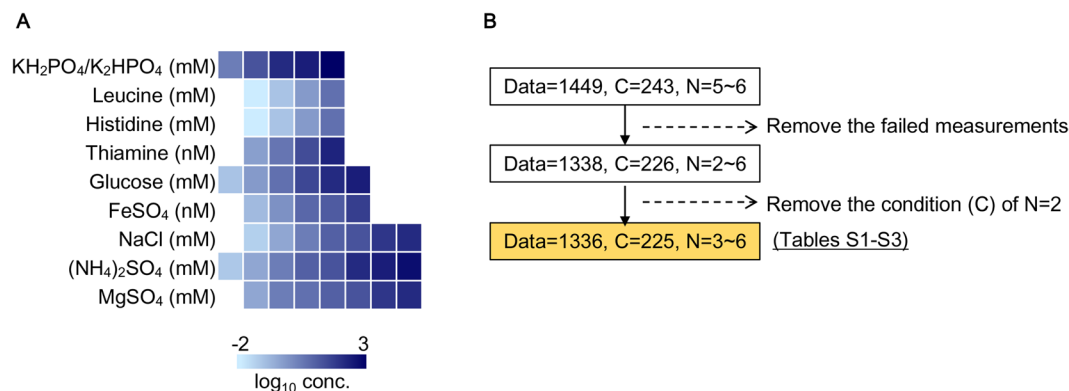 A
KH₂PO₄/K₂HPO₄ (mM)
Leucine (mM)
Histidine (mM)
Thiamine (nM)
Glucose (mM)
FeSO₄ (nM)
NaCl (mM)
(NH₄)₂SO₄ (mM)
MgSO₄ (mM)
-2 3
log₁₀ conc.
B
Data=1449, C=243, N=5~6
Remove the failed measurements
Data=1338, C=226, N=2~6
Remove the condition (C) of N=2
Data=1336, C=225, N=3~6
(Tables S1-S3)